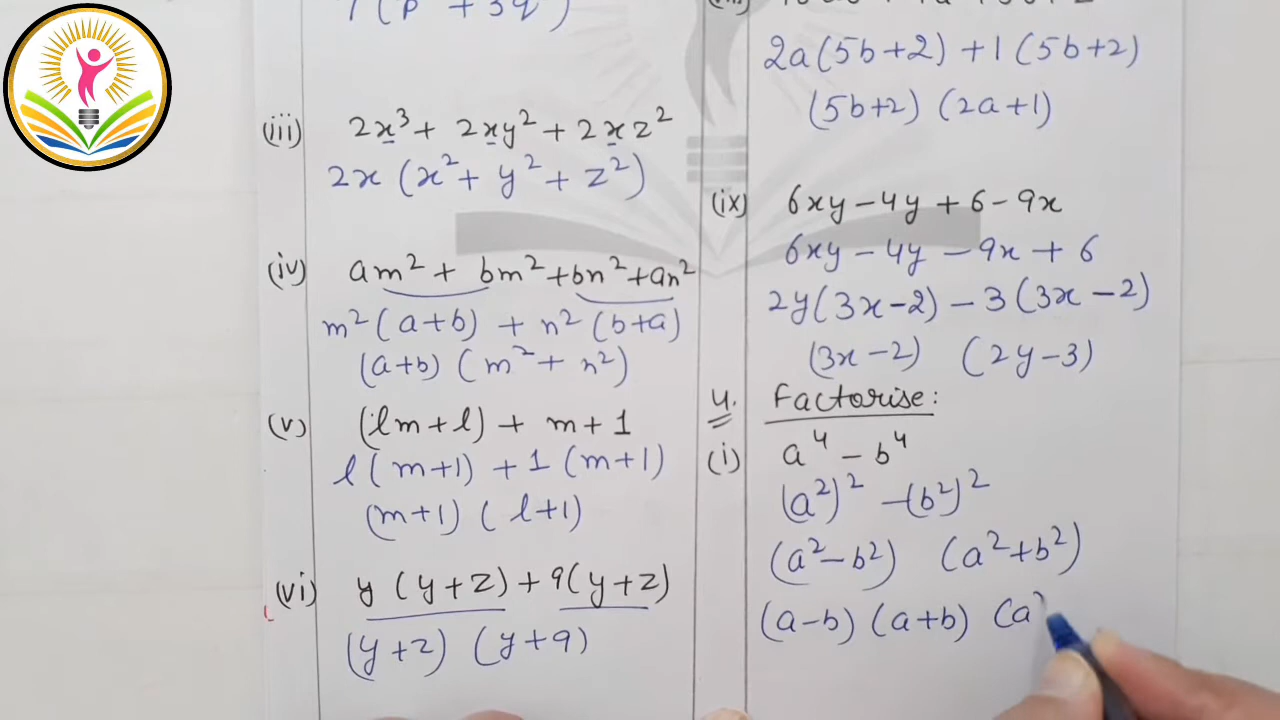 (iii) 2x³ + 2xy² + 2xz²
2x (x² + y² + z²)
(iv) am² + bm² + bn² + an²
m² (a+b) + n² (b+a)
(a+b) (m² + n²)
(v) (lm + l) + m + 1
l (m+1) + 1 (m+1)
(m+1) (l+1)
(vi) y (y+z) + 9(y+z)
(y+z) (y+9)
2a(5b+2) + 1 (5b+2)
(5b+2) (2a+1)
(ix) 6xy - 4y + 6 - 9x
6xy - 4y - 9x + 6
2y(3x-2) - 3 (3x-2)
(3x-2) (2y-3)
4. Factorise:
(i) a⁴ - b⁴
(a²)² - (b²)²
(a² - b²) (a² + b²)
(a-b) (a+b) (a²